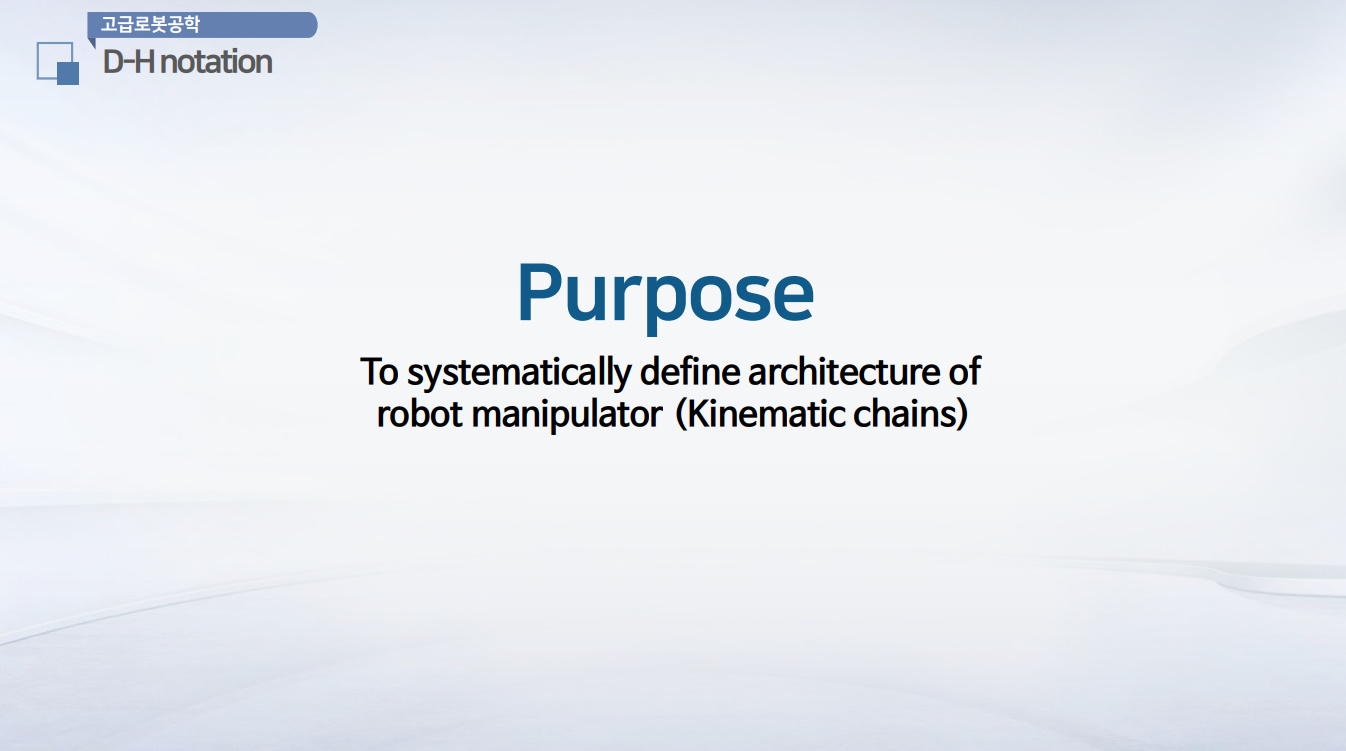 고급로봇공학
D-H notation
Purpose
To systematically define architecture of
robot manipulator (Kinematic chains)